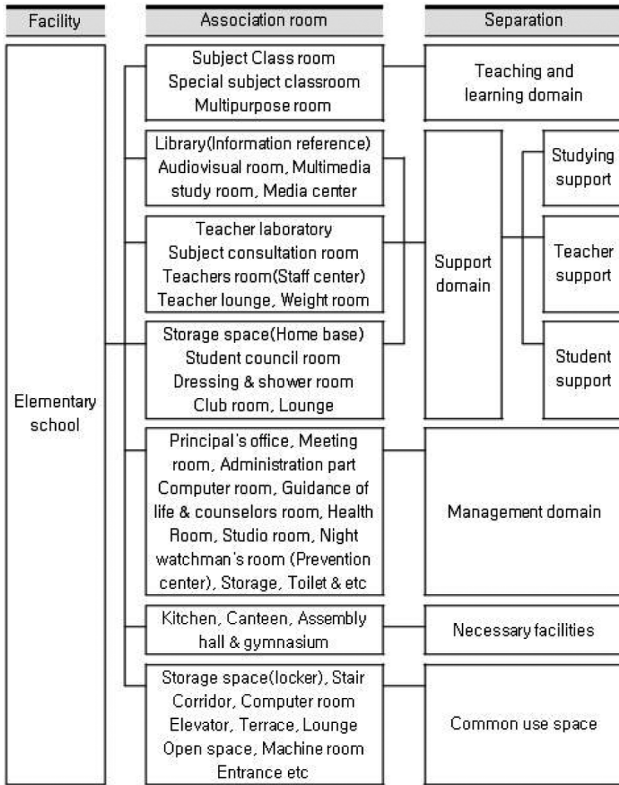 Facility
Association room
Separation
Elementary
school
Subject Class room
Special subject classroom
Multipurpose room
Teaching and
learning domain
Library(Information reference)
Audiovisual room, Multimedia
study room, Media center
Teacher laboratory
Subject consultation room
Teachers room(Staff center)
Teacher lounge, Weight room
Storage space(Home base)
Student council room
Dressing & shower room
Club room, Lounge
Support
domain
Studying
support
Teacher
support
Student
support
Principal's office, Meeting
room, Administration part
Computer room, Guidance of
life & counselors room, Health
Room, Studio room, Night
watchman's room (Prevention
center), Storage, Toilet & etc
Management domain
Kitchen, Canteen, Assembly
hall & gymnasium
Necessary facilities
Storage space(locker), Stair
Corridor, Computer room
Elevator, Terrace, Lounge
Open space, Machine room
Entrance etc
Common use space